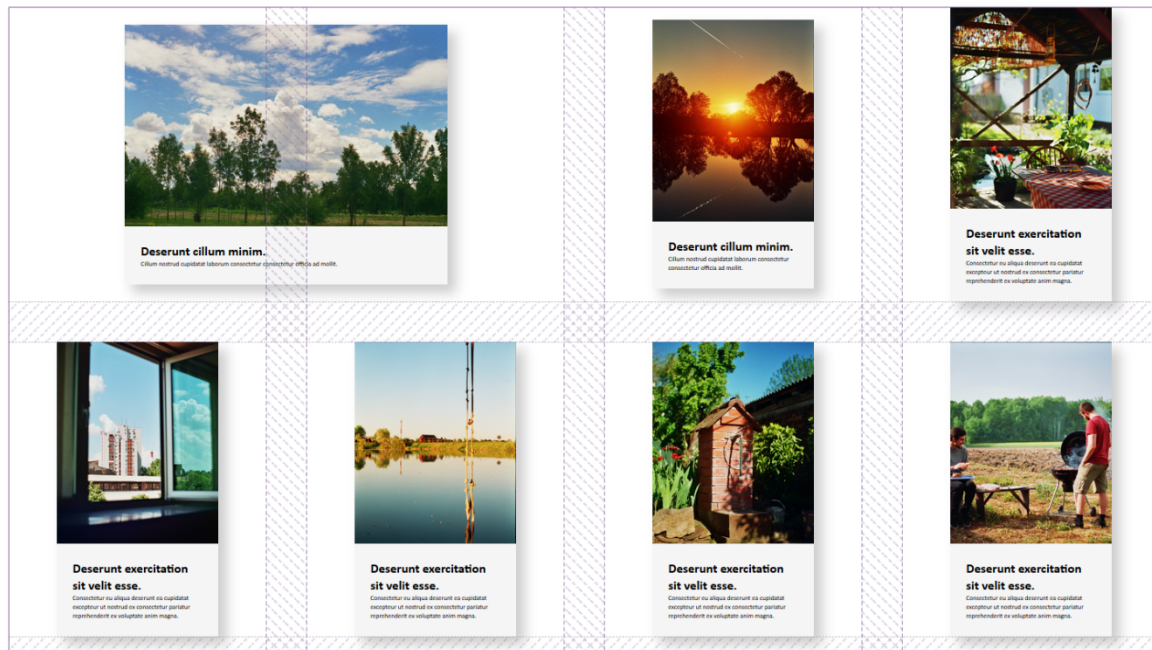 Deserunt cillum minim.
Cillum nostrud cupidatat laborum consectetur consectetur officia ad mollit.
Deserunt cillum minim.
Cillum nostrud cupidatat laborum consectetur
consectetur officia ad mollit.
Deserunt exercitation
sit velit esse.
Consectetur eu aliqua deserunt ea cupidatat
excepteur ut nostrud ex consectetur pariatur
reprehenderit ex voluptate anim magna.
Deserunt exercitation
sit velit esse.
Consectetur eu aliqua deserunt ea cupidatat
excepteur ut nostrud ex consectetur pariatur
reprehenderit ex voluptate anim magna.
Deserunt exercitation
sit velit esse.
Consectetur eu aliqua deserunt ea cupidatat
excepteur ut nostrud ex consectetur pariatur
reprehenderit ex voluptate anim magna.
Deserunt exercitation
sit velit esse.
Consectetur eu aliqua deserunt ea cupidatat
excepteur ut nostrud ex consectetur pariatur
reprehenderit ex voluptate anim magna.
Deserunt exercitation
sit velit esse.
Consectetur eu aliqua deserunt ea cupidatat
excepteur ut nostrud ex consectetur pariatur
reprehenderit ex voluptate anim magna.